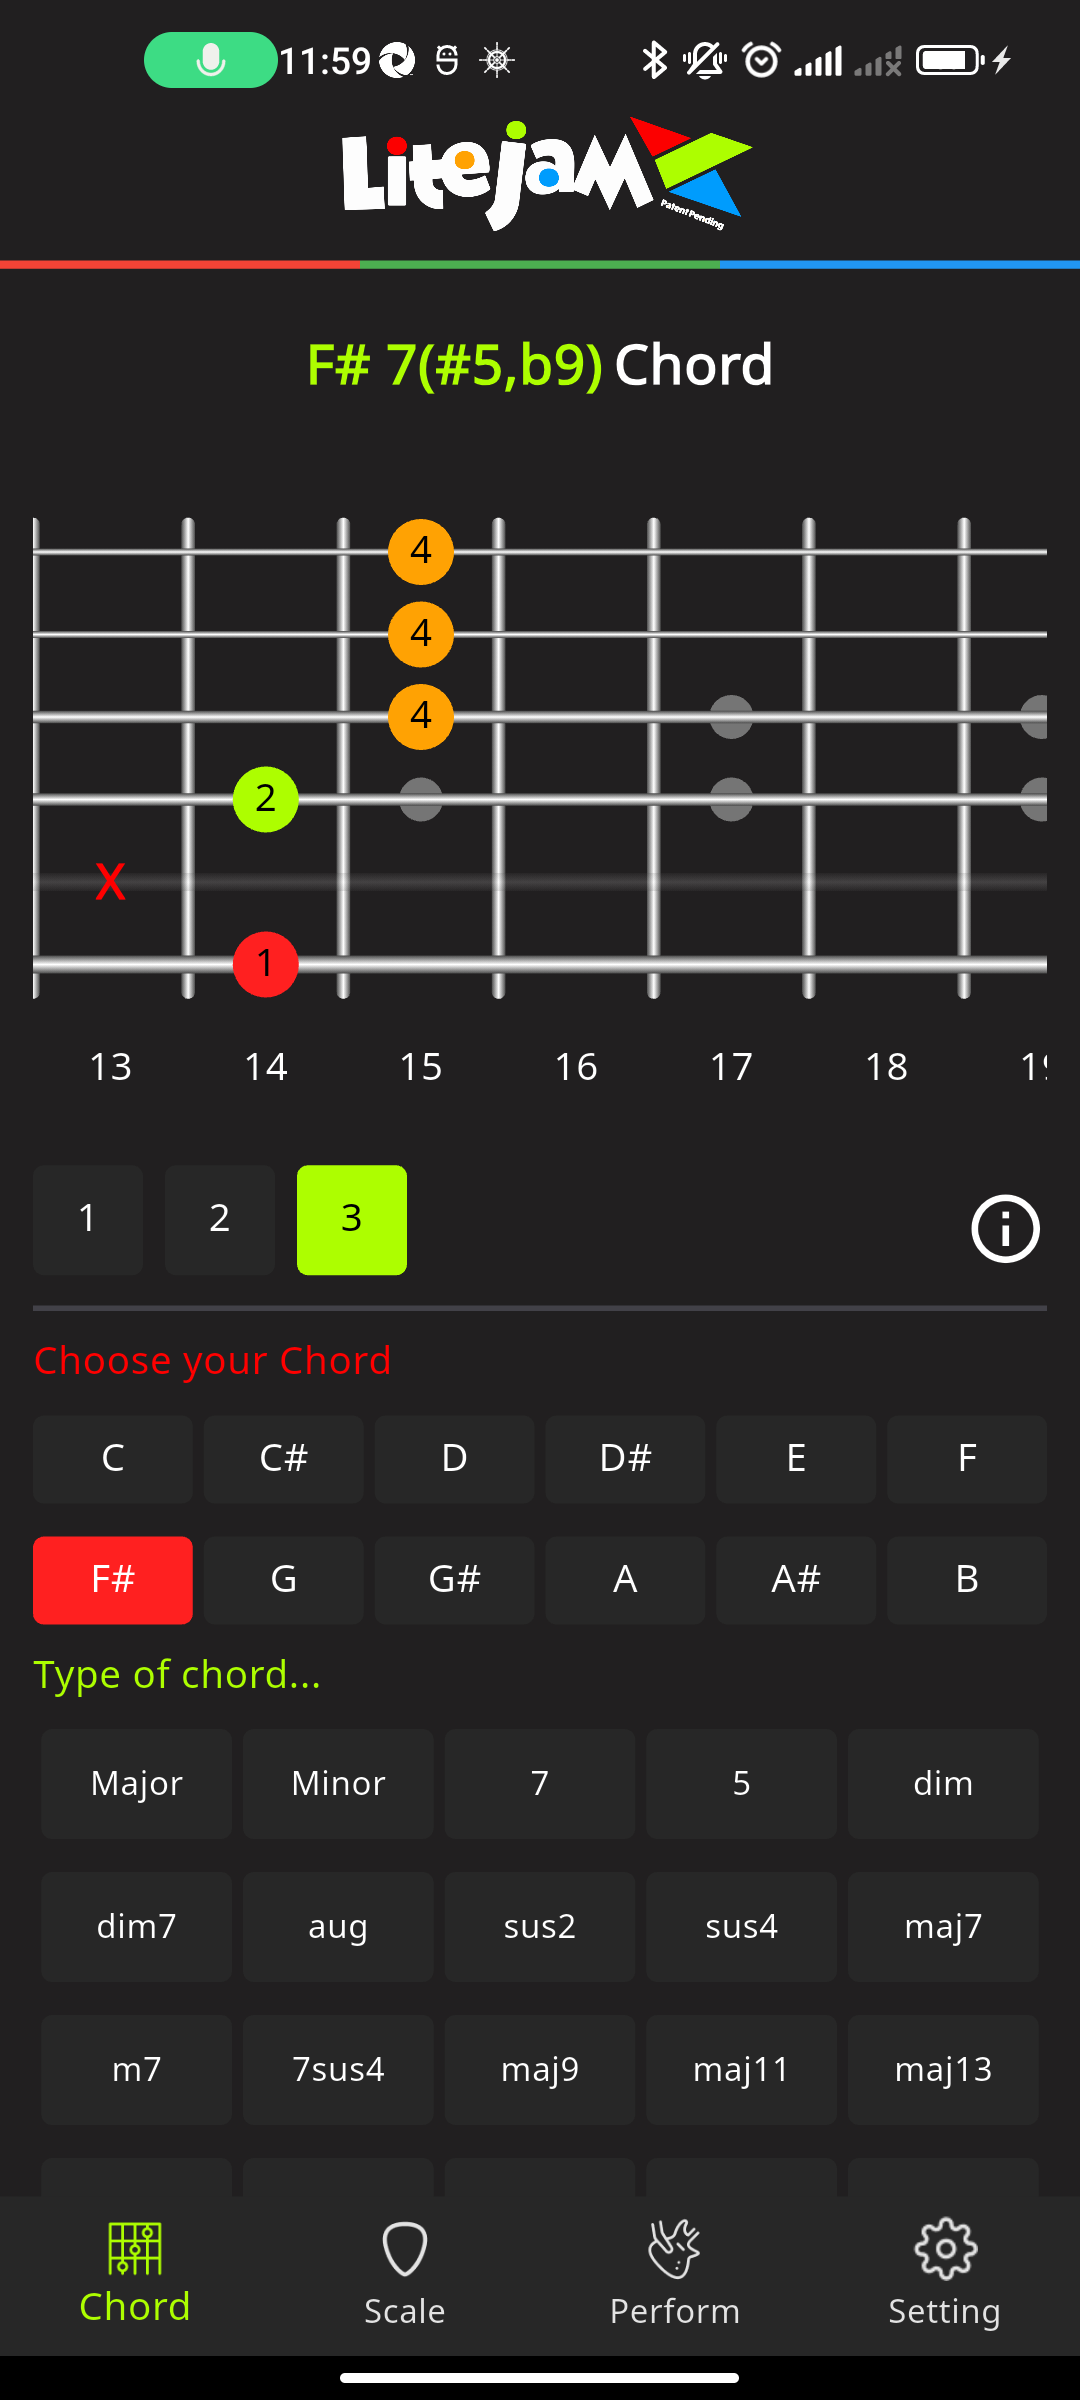 11:59
Litejam
Patent Pending
F# 7(#5,b9) Chord
4
4
4
2
X
1
13 14 15 16 17 18
1 2 3
Choose your Chord
C C# D D# E F
F# G G# A A# B
Type of chord...
Major Minor 7 5 dim
dim7 aug sus2 sus4 maj7
m7 7sus4 maj9 maj11 maj13
Chord Scale Perform Setting